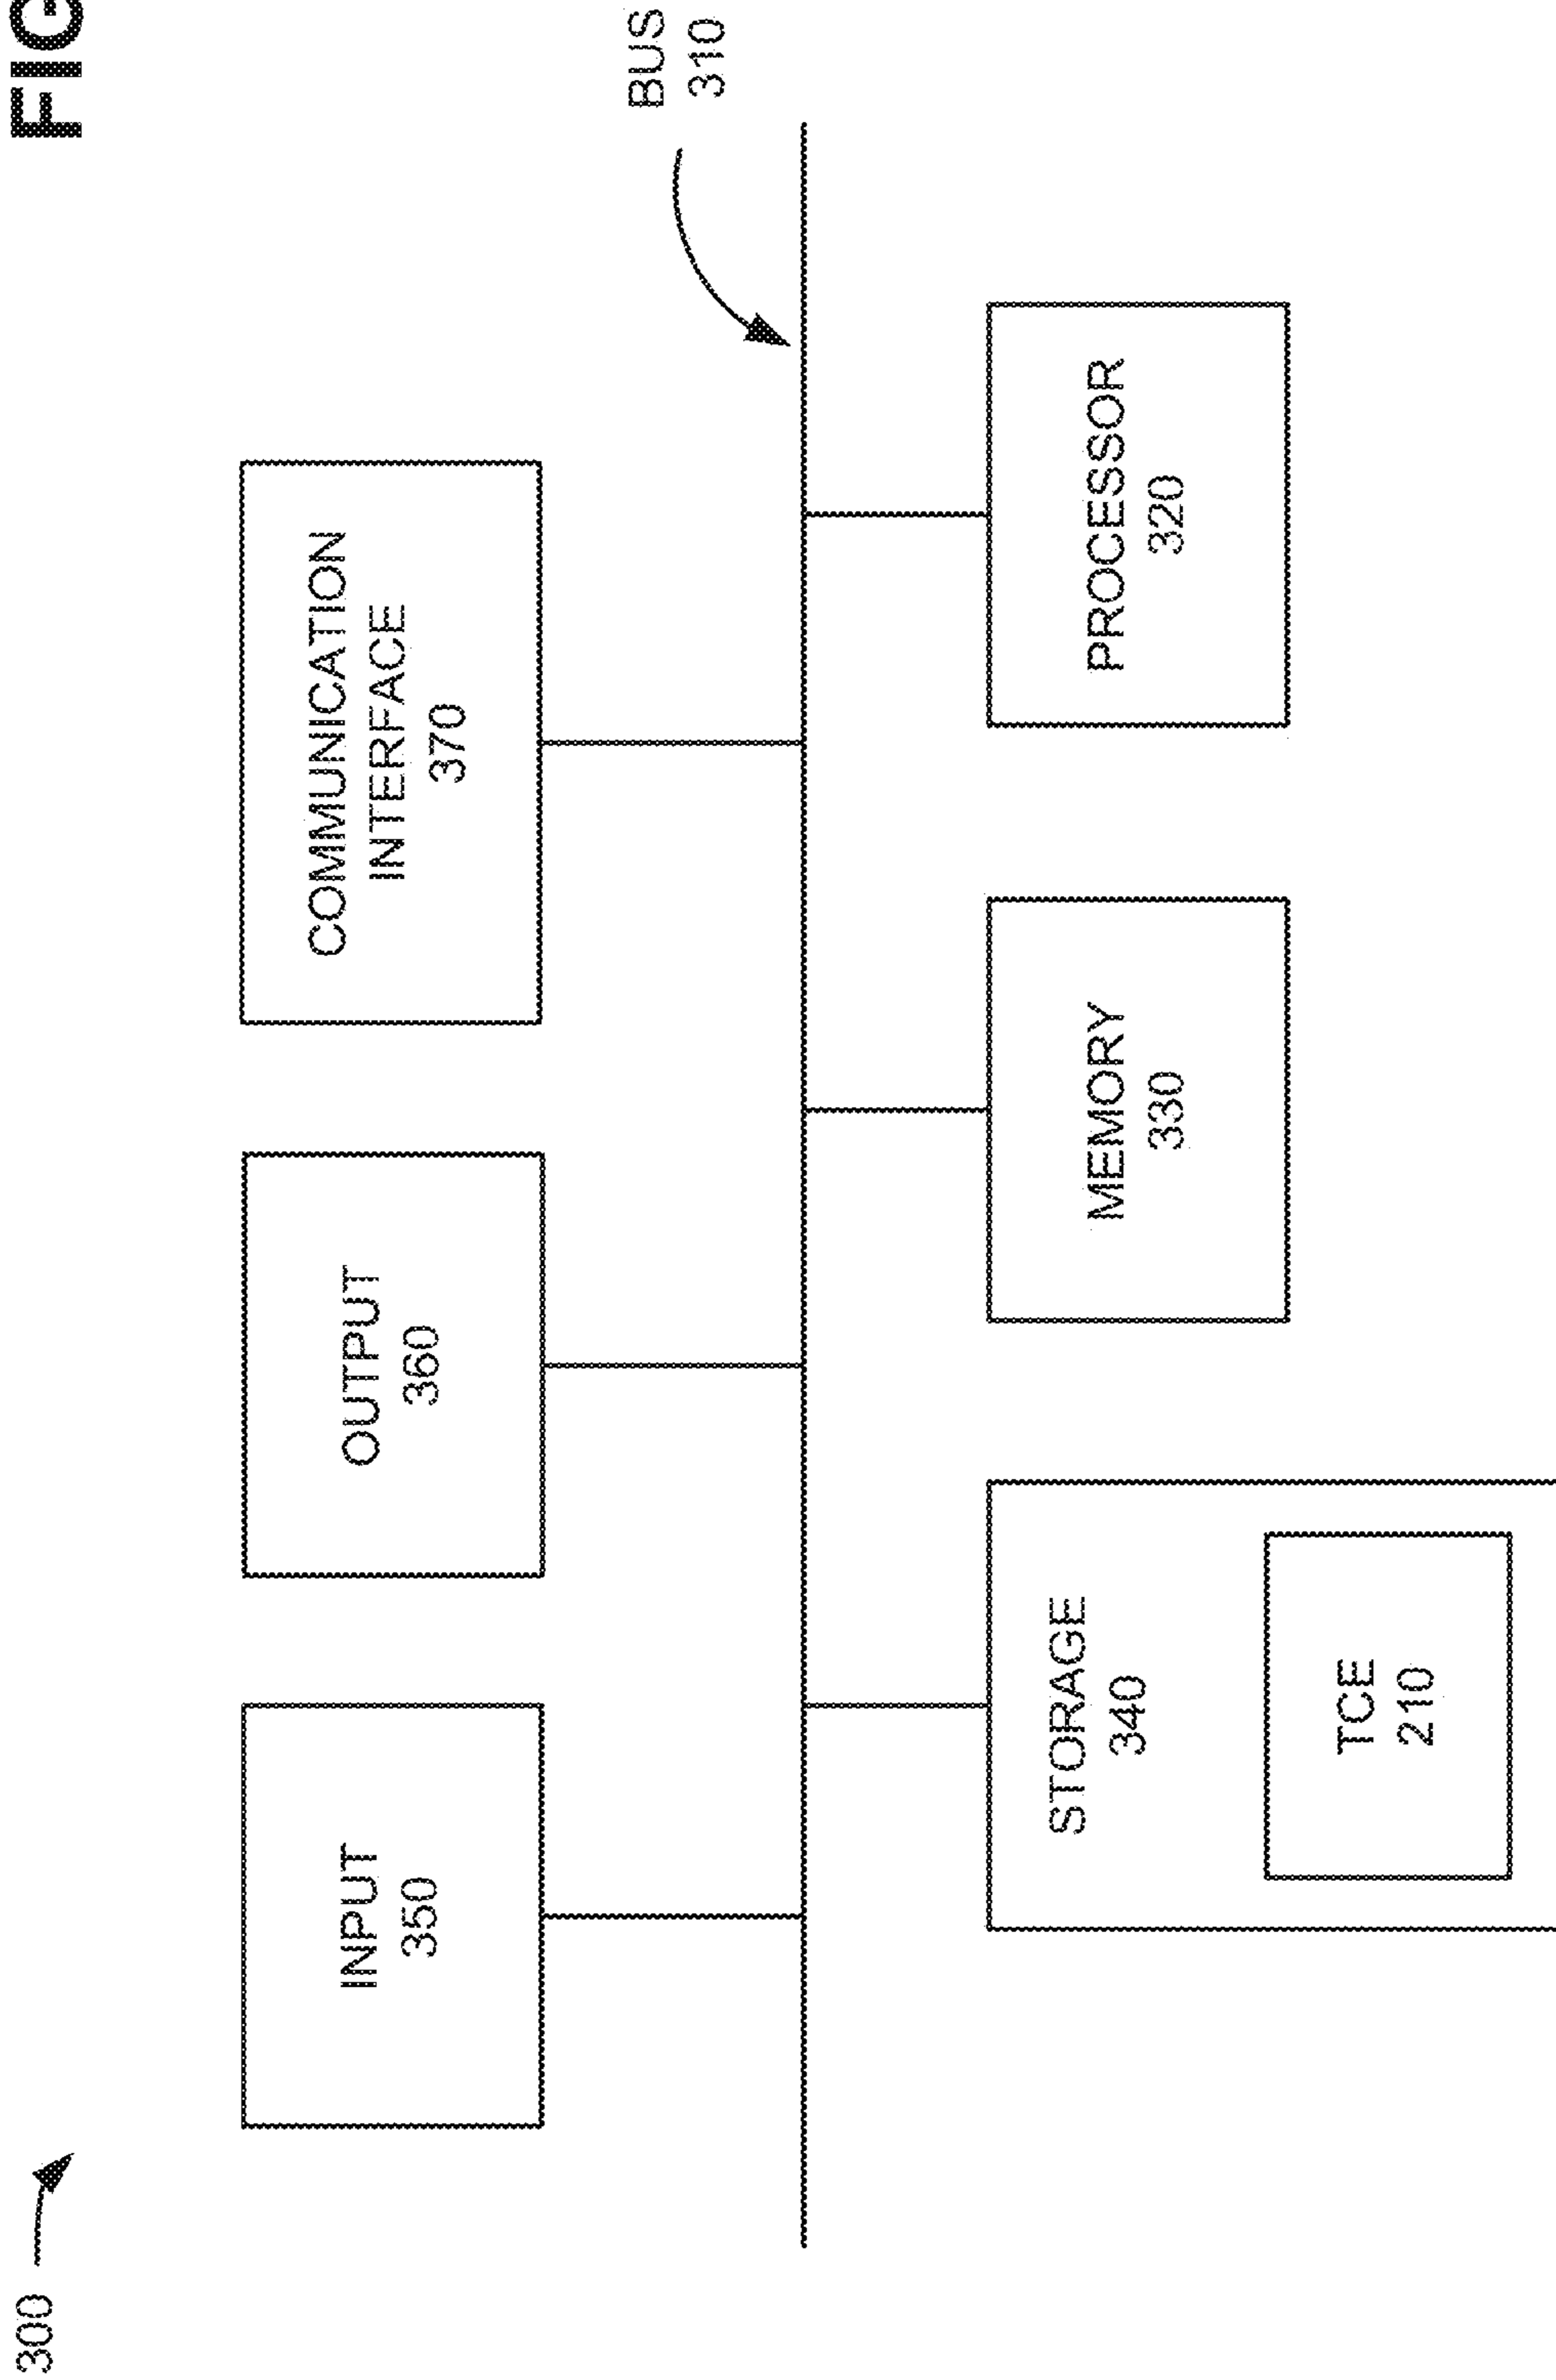 FIG
300
INPUT
350
OUTPUT
360
COMMUNICATION
INTERFACE
370
BUS
310
STORAGE
340
TCE
210
MEMORY
330
PROCESSOR
320